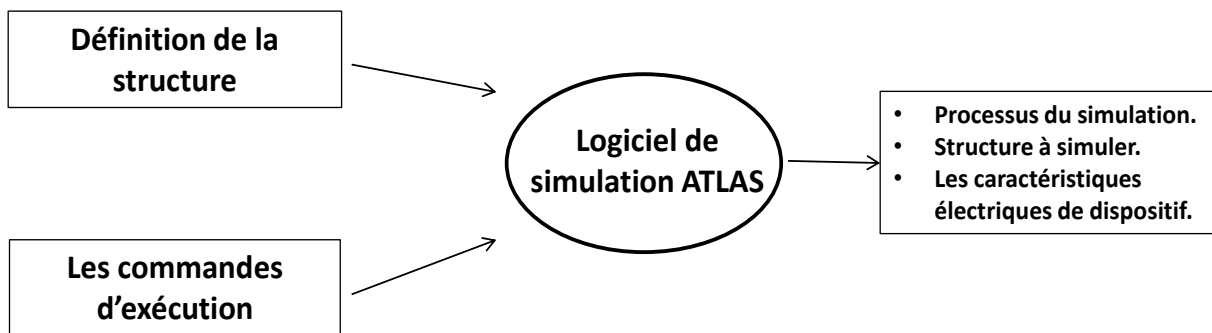 Définition de la
structure
Les commandes
d’exécution
Logiciel de
simulation ATLAS
• Processus du simulation.
• Structure à simuler.
• Les caractéristiques
électriques de dispositif.